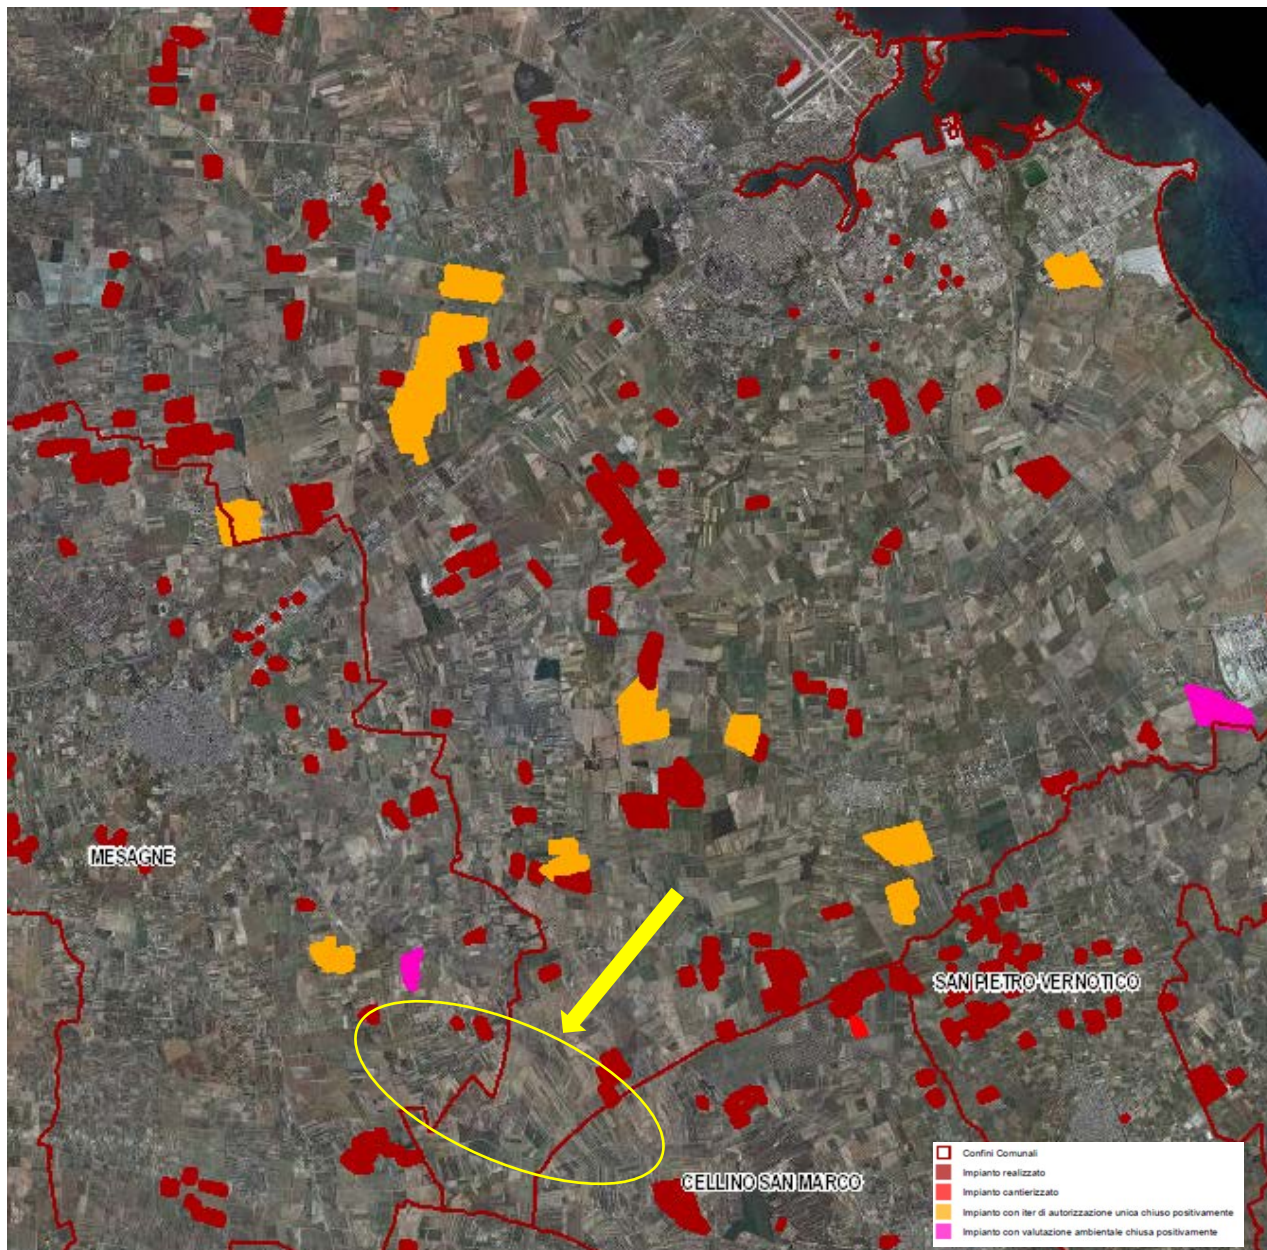 MESAGNE
SAN PIETRO VERNOTICO
CELLINO SAN MARCO
Confini Comunali
Impianto realizzato
Impianto cantierizzato
Impianto con iter di autorizzazione unica chiuso positivamente
Impianto con valutazione ambientale chiusa positivamente